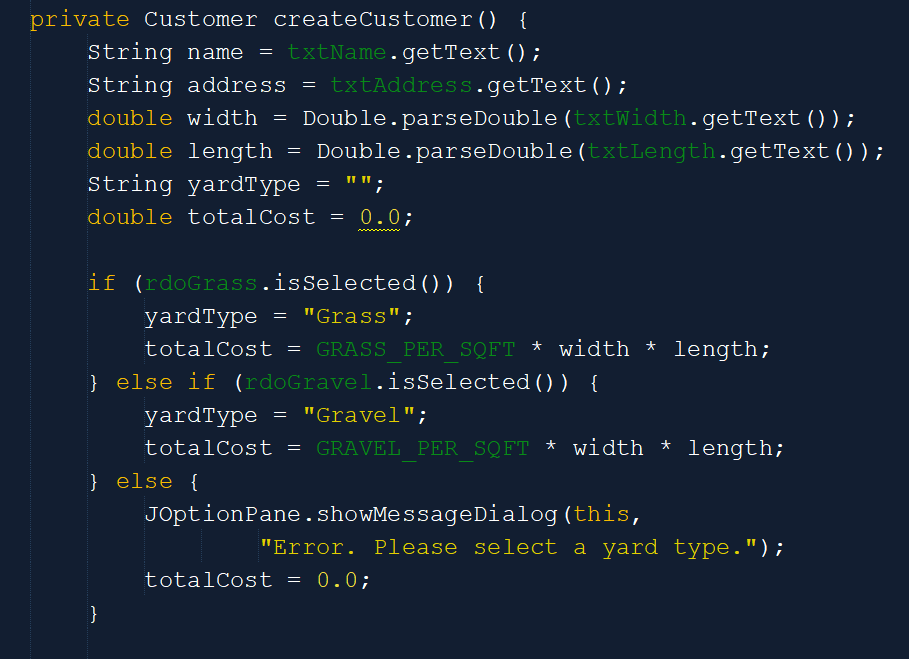 private Customer createCustomer() {
String name = txtName.getText();
String address = txtAddress.getText();
double width = Double.parseDouble(txtWidth.getText());
double length = Double.parseDouble(txtLength.getText());
String yardType = "";
double totalCost = 0.0;
if (rdoGrass.isSelected()) {
yardType = "Grass";
totalCost = GRASS_PER_SQFT * width * length;
} else if (rdoGravel.isSelected()) {
yardType = "Gravel";
totalCost = GRAVEL_PER_SQFT * width * length;
} else {
JOptionPane.showMessageDialog(this,
"Error. Please select a yard type.");
totalCost = 0.0;
}